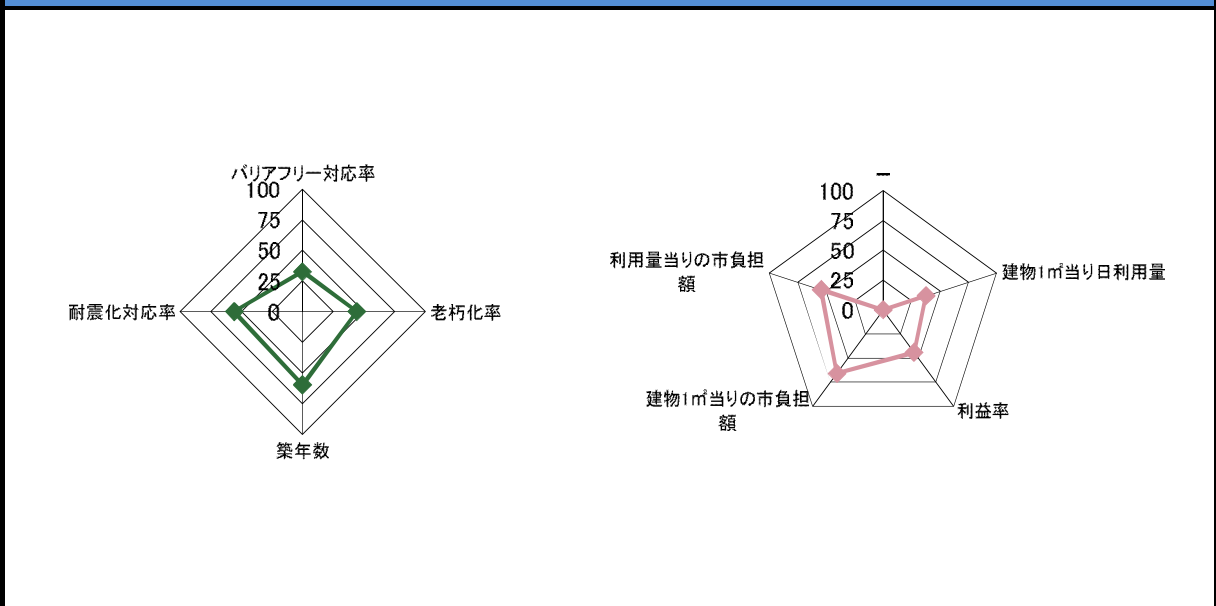 バリアフリー対応率
100
75
50
25
0
耐震化対応率
老朽化率
築年数
－
100
75
50
25
0
利用量当りの市負担
額
建物1㎡当り日利用量
建物1㎡当りの市負担
額
利益率